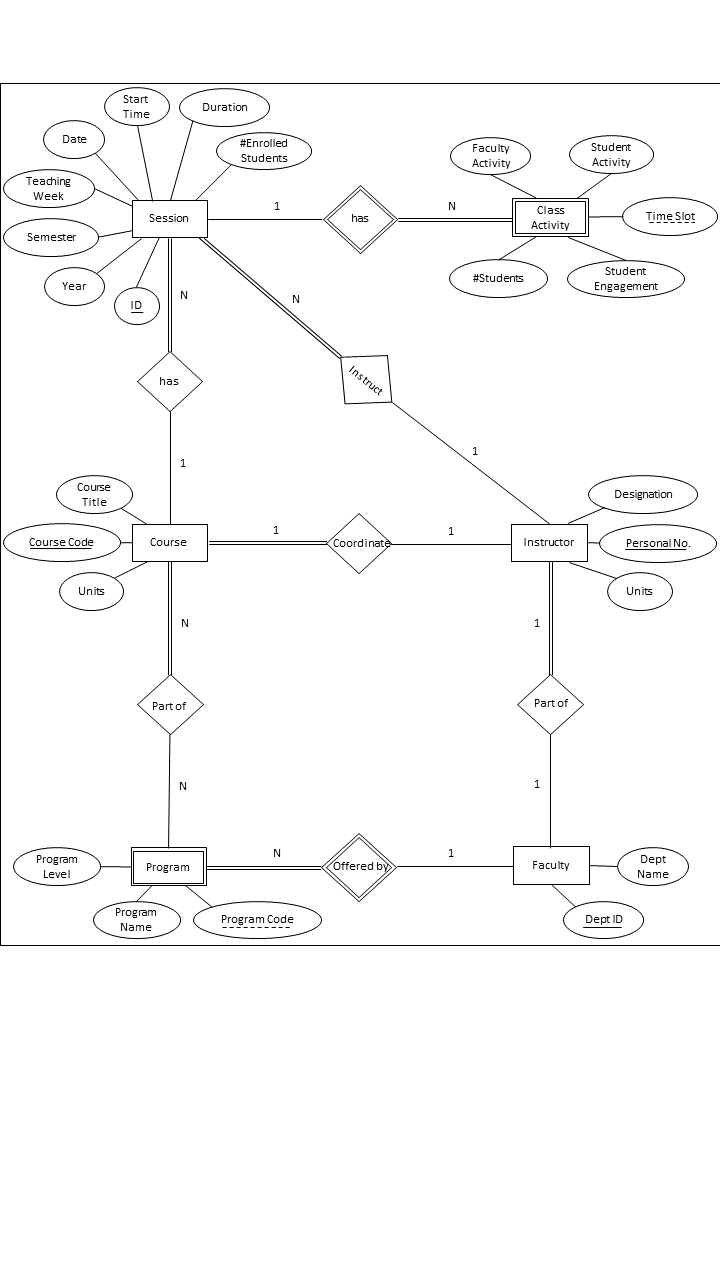 Start
Time
Duration
Date
#Enrolled
Students
Teaching
Week
Session
Semester
Year
ID
1
has
N
Faculty
Activity
Student
Activity
Class
Activity
Time Slot
#Students
Student
Engagement
N
N
Instruct
has
1
1
Course
Title
Course Code
Course
Units
1
Coordinate
1
Designation
Instructor
Personal No.
Units
N
1
Part of
Part of
N
1
Program
Level
Program
N
Offered by
1
Faculty
Dept
Name
Program
Name
Program Code
Dept ID